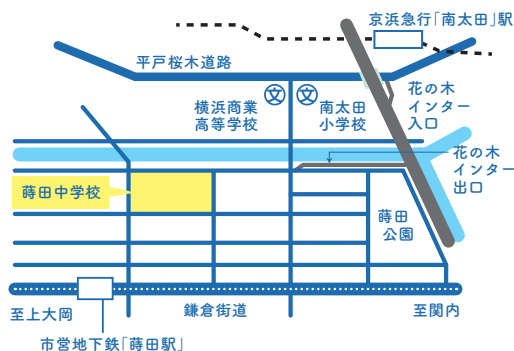 京浜急行「南太田」駅
平戸桜木道路
横浜商業
高等学校
文
文
南太田
小学校
花の木
インター
入口
花の木
インター
出口
蒔田中学校
蒔田
公園
至上大岡
鎌倉街道
至関内
市営地下鉄「蒔田駅」